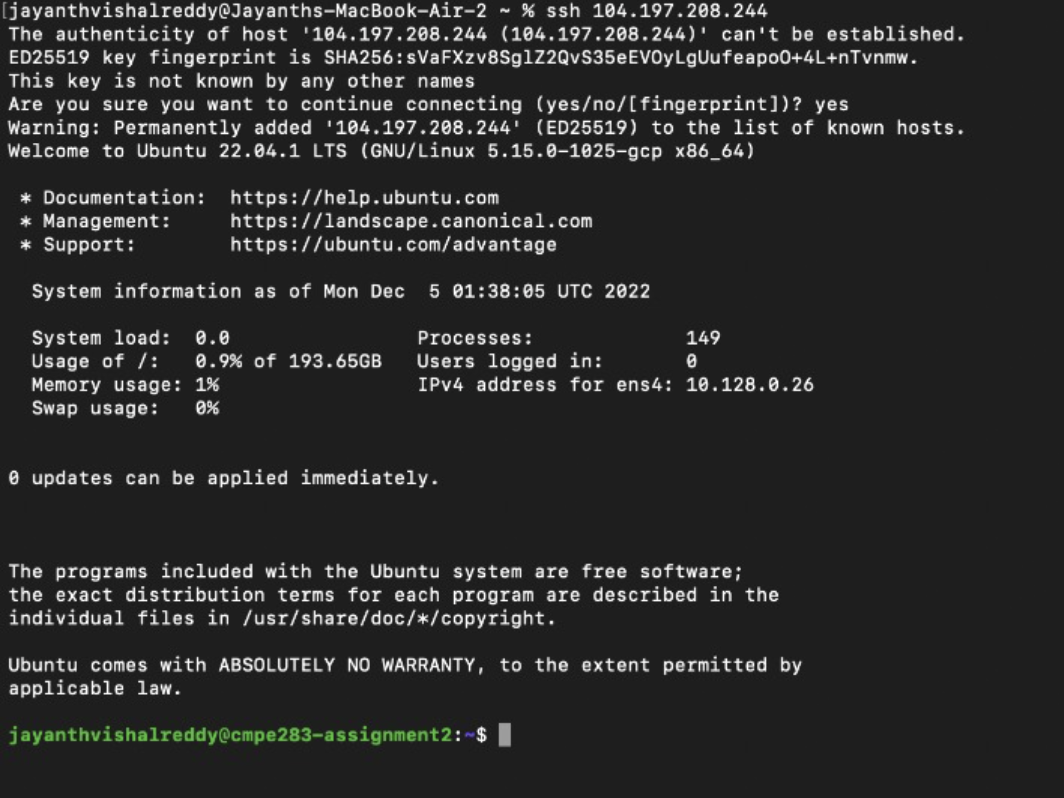 [jayanthvishalreddy@Jayanths-MacBook-Air-2 ~ % ssh 104.197.208.244
The authenticity of host '104.197.208.244 (104.197.208.244)' can't be established.
ED25519 key fingerprint is SHA256:sVaFXzv8SglZ2QvS35eEVOyLgUufeapoO+4L+nTvnmw.
This key is not known by any other names
Are you sure you want to continue connecting (yes/no/[fingerprint])? yes
Warning: Permanently added '104.197.208.244' (ED25519) to the list of known hosts.
Welcome to Ubuntu 22.04.1 LTS (GNU/Linux 5.15.0-1025-gcp x86_64)
* Documentation:  https://help.ubuntu.com
* Management:     https://landscape.canonical.com
* Support:        https://ubuntu.com/advantage
System information as of Mon Dec  5 01:38:05 UTC 2022
System load:  0.0                Processes:             149
Usage of /:   0.9% of 193.65GB   Users logged in:       0
Memory usage: 1%                 IPv4 address for ens4: 10.128.0.26
Swap usage:   0%
0 updates can be applied immediately.
The programs included with the Ubuntu system are free software;
the exact distribution terms for each program are described in the
individual files in /usr/share/doc/*/copyright.
Ubuntu comes with ABSOLUTELY NO WARRANTY, to the extent permitted by
applicable law.
jayanthvishalreddy@cmpe283-assignment2:~$